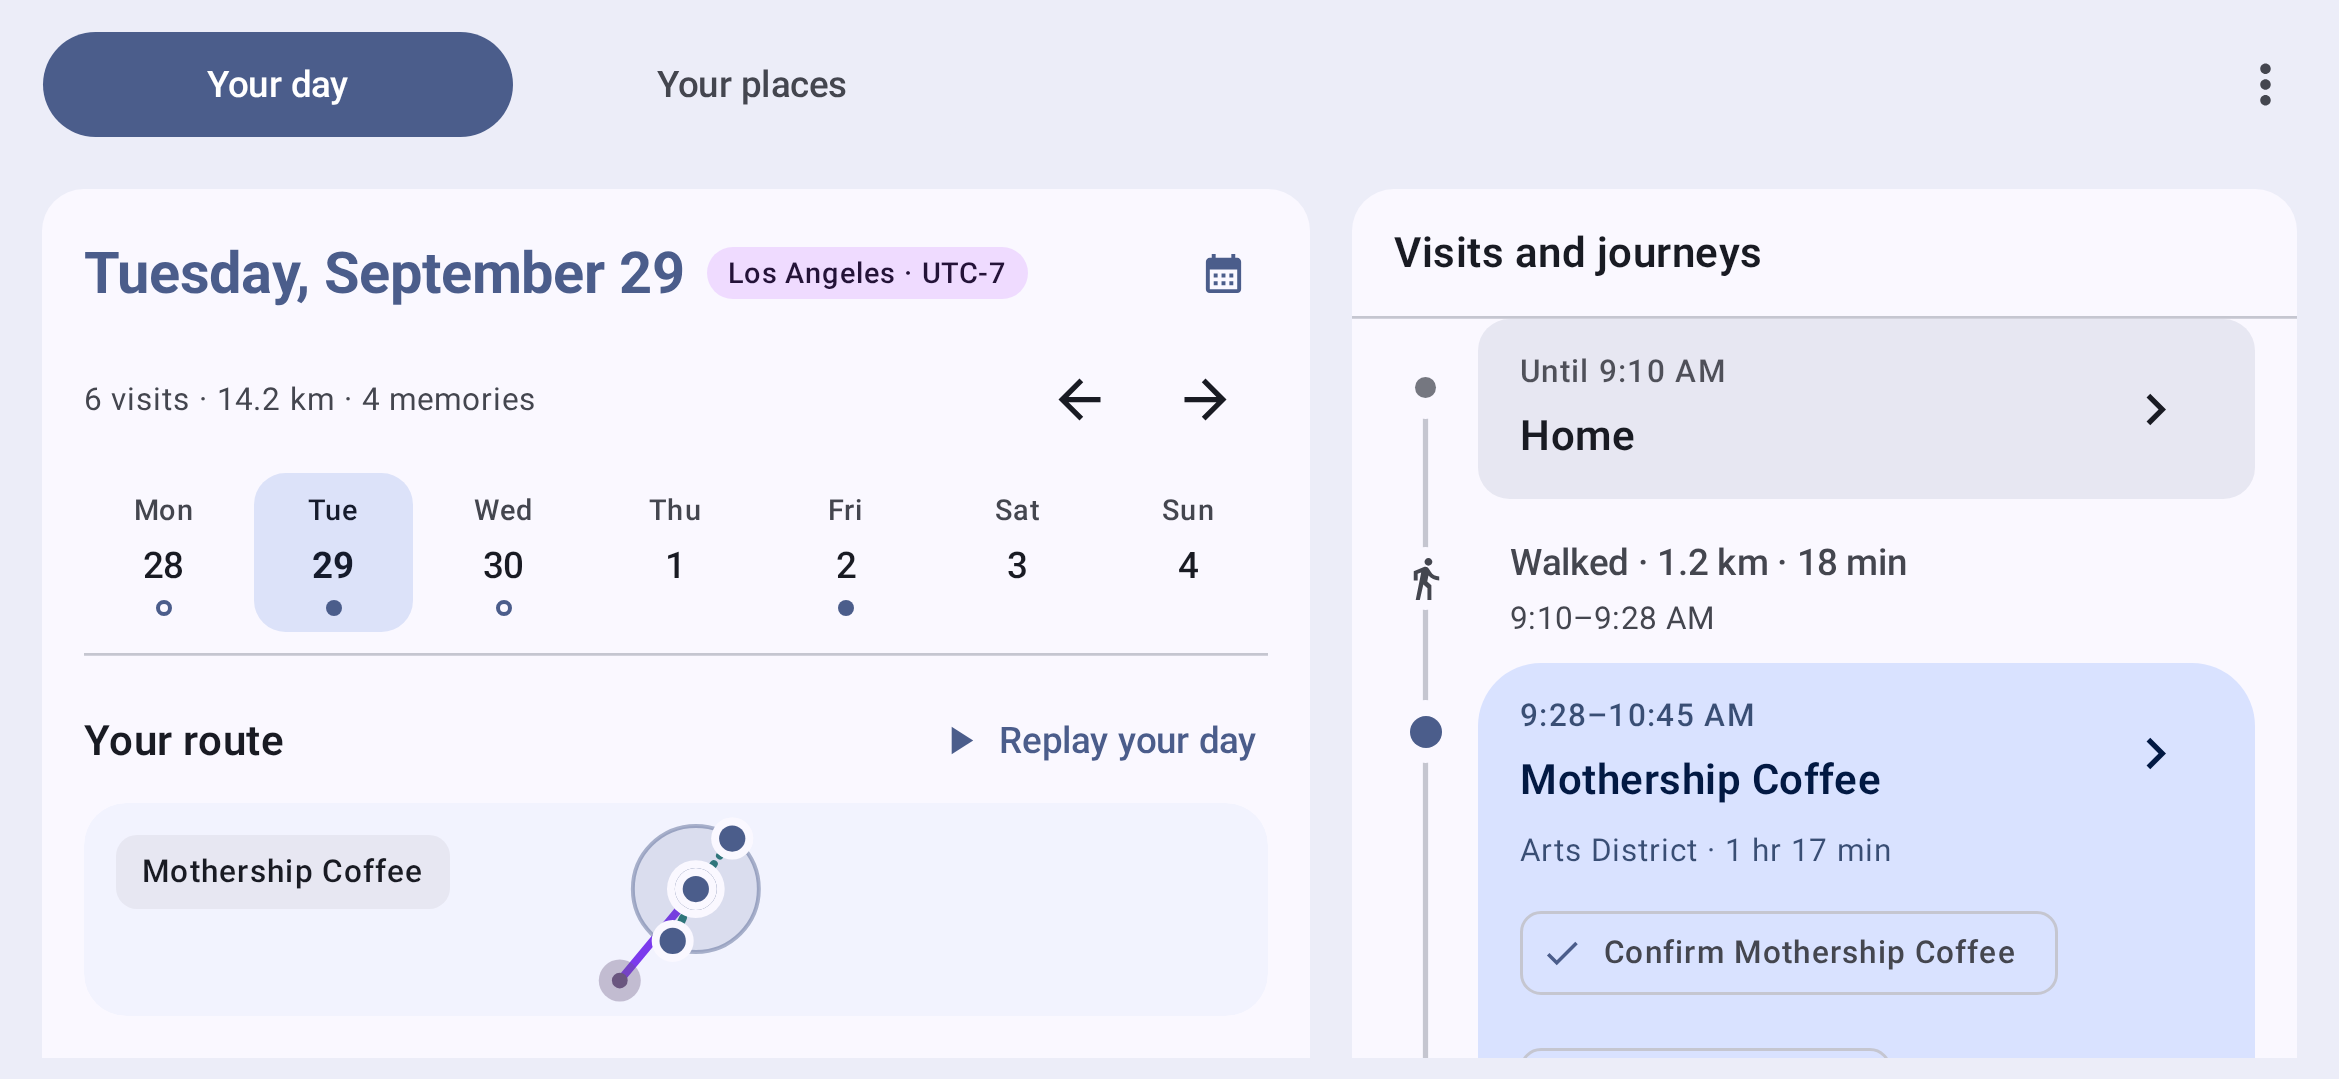 Your day
Your places
Tuesday, September 29
Los Angeles · UTC-7
6 visits · 14.2 km · 4 memories
Mon Tue Wed Thu Fri Sat Sun
28 29 30 1 2 3 4
Your route
Replay your day
Mothership Coffee
Visits and journeys
Until 9:10 AM
Home
Walked · 1.2 km · 18 min
9:10–9:28 AM
9:28–10:45 AM
Mothership Coffee
Arts District · 1 hr 17 min
Confirm Mothership Coffee